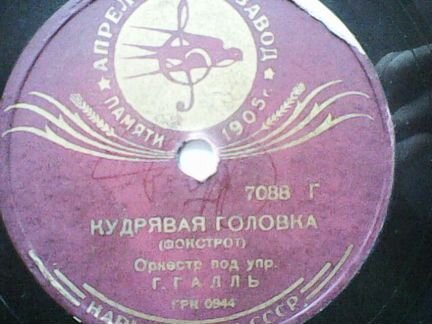 ★ АПРЕЛ ЗАВОД
ПАМЯТИ 1905 г.
7088 Г
КУДРЯВАЯ ГОЛОВКА
(ФОКСТРОТ)
Оркестр под упр.
Г. ГАЛЛЬ
ГРК 0944
СССР